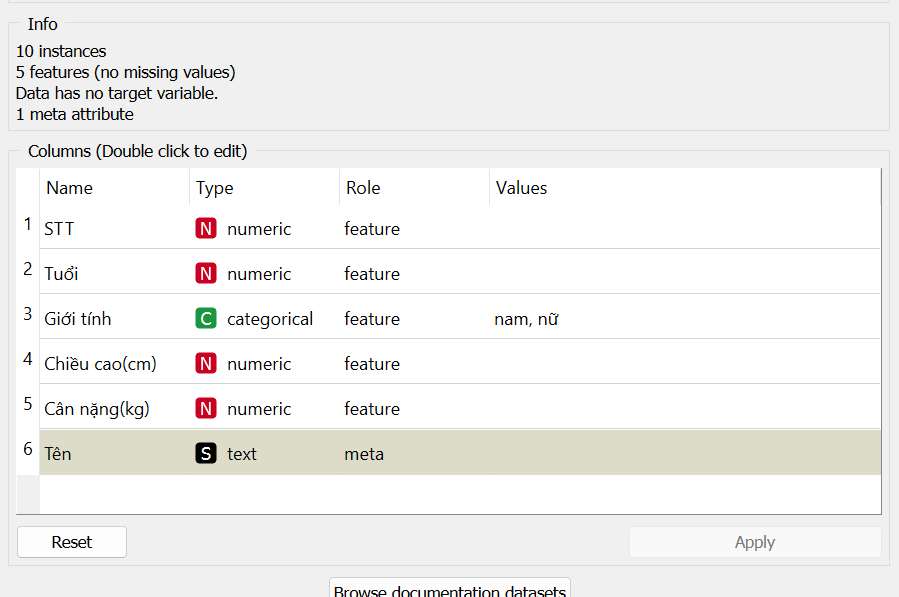 Info
10 instances
5 features (no missing values)
Data has no target variable.
1 meta attribute
Columns (Double click to edit)
Name Type Role Values
1 STT N numeric feature
2 Tuổi N numeric feature
3 Giới tính C categorical feature nam, nữ
4 Chiều cao(cm) N numeric feature
5 Cân nặng(kg) N numeric feature
6 Tên S text meta
Reset Apply
Browse documentation datasets